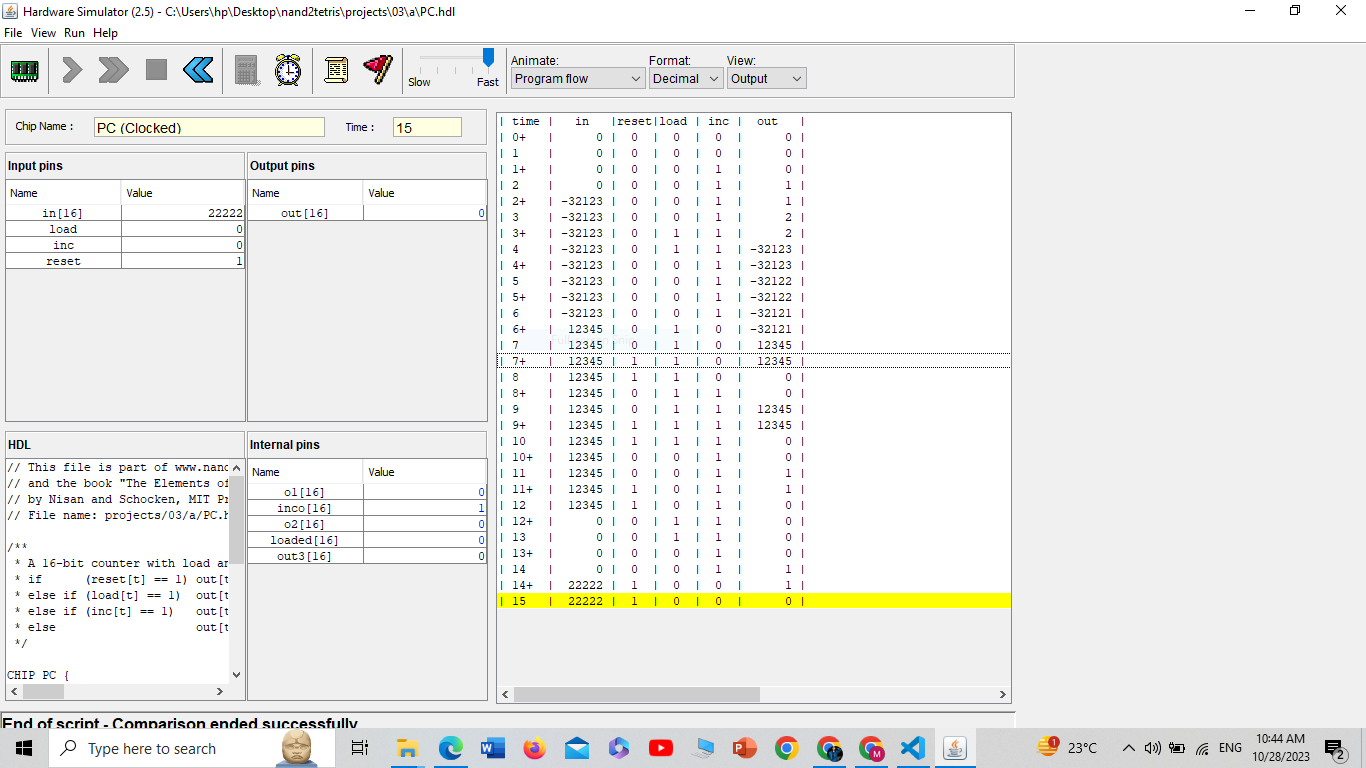 Hardware Simulator (2.5) - C:\Users\hp\Desktop\nand2tetris\projects\03\a\PC.hdl
File View Run Help
Slow Fast
Animate: Format: View:
Program flow Decimal Output
Chip Name : PC (Clocked) Time : 15
Input pins
Name Value
in[16] 22222
load 0
inc 0
reset 1
Output pins
Name Value
out[16] 0
HDL
// This file is part of www.nand
// and the book "The Elements of
// by Nisan and Schocken, MIT Pr
// File name: projects/03/a/PC.h
/**
* A 16-bit counter with load an
* if (reset[t] == 1) out[t
* else if (load[t] == 1) out[t
* else if (inc[t] == 1) out[t
* else out[t
*/
CHIP PC {
Internal pins
Name Value
o1[16] 0
inco[16] 1
o2[16] 0
loaded[16] 0
out3[16] 0
| time | in |reset|load | inc | out |
| 0+ | 0 | 0 | 0 | 0 | 0 |
| 1 | 0 | 0 | 0 | 0 | 0 |
| 1+ | 0 | 0 | 0 | 1 | 0 |
| 2 | 0 | 0 | 0 | 1 | 1 |
| 2+ | -32123 | 0 | 0 | 1 | 1 |
| 3 | -32123 | 0 | 0 | 1 | 2 |
| 3+ | -32123 | 0 | 1 | 1 | 2 |
| 4 | -32123 | 0 | 1 | 1 | -32123 |
| 4+ | -32123 | 0 | 0 | 1 | -32123 |
| 5 | -32123 | 0 | 0 | 1 | -32122 |
| 5+ | -32123 | 0 | 0 | 1 | -32122 |
| 6 | -32123 | 0 | 0 | 1 | -32121 |
| 6+ | 12345 | 0 | 1 | 0 | -32121 |
| 7 | 12345 | 0 | 1 | 0 | 12345 |
| 7+ | 12345 | 1 | 1 | 0 | 12345 |
| 8 | 12345 | 1 | 1 | 0 | 0 |
| 8+ | 12345 | 0 | 1 | 1 | 0 |
| 9 | 12345 | 0 | 1 | 1 | 12345 |
| 9+ | 12345 | 1 | 1 | 1 | 12345 |
| 10 | 12345 | 1 | 1 | 1 | 0 |
| 10+ | 12345 | 0 | 0 | 1 | 0 |
| 11 | 12345 | 0 | 0 | 1 | 1 |
| 11+ | 12345 | 1 | 0 | 1 | 1 |
| 12 | 12345 | 1 | 0 | 1 | 0 |
| 12+ | 0 | 0 | 1 | 1 | 0 |
| 13 | 0 | 0 | 1 | 1 | 0 |
| 13+ | 0 | 0 | 0 | 1 | 0 |
| 14 | 0 | 0 | 0 | 1 | 1 |
| 14+ | 22222 | 1 | 0 | 0 | 1 |
| 15 | 22222 | 1 | 0 | 0 | 0 |
End of script - Comparison ended successfully
Type here to search
23°C ENG
10:44 AM
10/28/2023